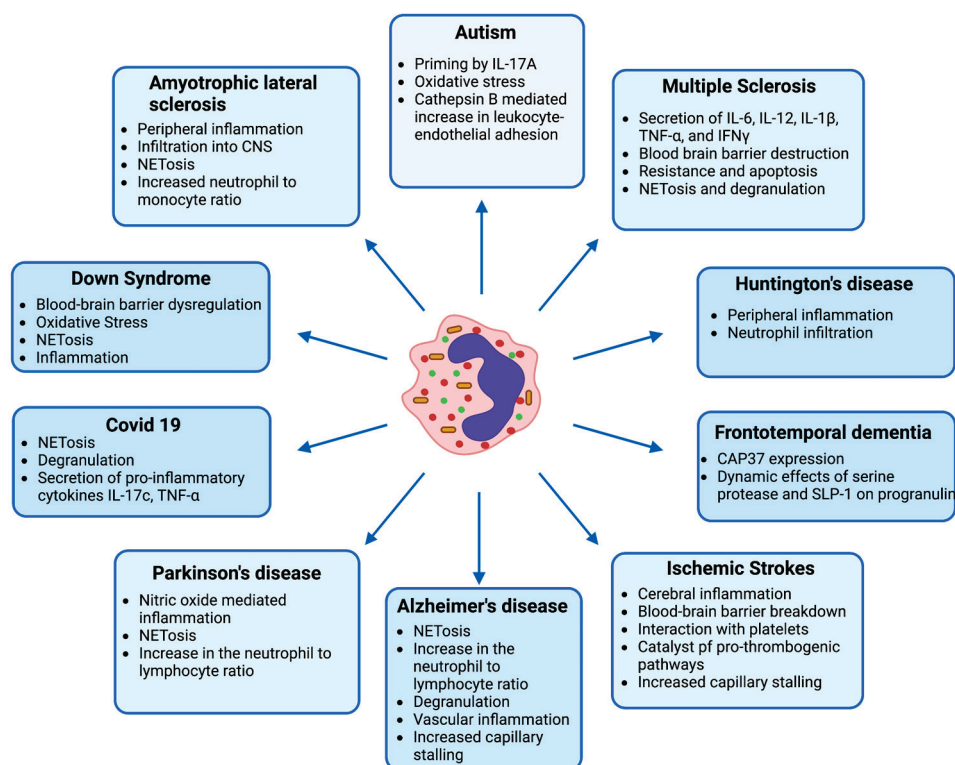 Autism
Priming by IL-17A
Oxidative stress
Cathepsin B mediated
increase in leukocyte-
endothelial adhesion
Amyotrophic lateral
sclerosis
Peripheral inflammation
Infiltration into CNS
NETosis
Increased neutrophil to
monocyte ratio
Multiple Sclerosis
Secretion of IL-6, IL-12, IL-1β,
TNF-α, and IFNγ
Blood brain barrier destruction
Resistance and apoptosis
NETosis and degranulation
Down Syndrome
Blood-brain barrier dysregulation
Oxidative Stress
NETosis
Inflammation
Huntington's disease
Peripheral inflammation
Neutrophil infiltration
Covid 19
NETosis
Degranulation
Secretion of pro-inflammatory
cytokines IL-17c, TNF-α
Frontotemporal dementia
CAP37 expression
Dynamic effects of serine
protease and SLP-1 on progranulin
Parkinson's disease
Nitric oxide mediated
inflammation
NETosis
Increase in the neutrophil to
lymphocyte ratio
Alzheimer's disease
NETosis
Increase in the
neutrophil to
lymphocyte ratio
Degranulation
Vascular inflammation
Increased capillary
stalling
Ischemic Strokes
Cerebral inflammation
Blood-brain barrier breakdown
Interaction with platelets
Catalyst pf pro-thrombogenic
pathways
Increased capillary stalling